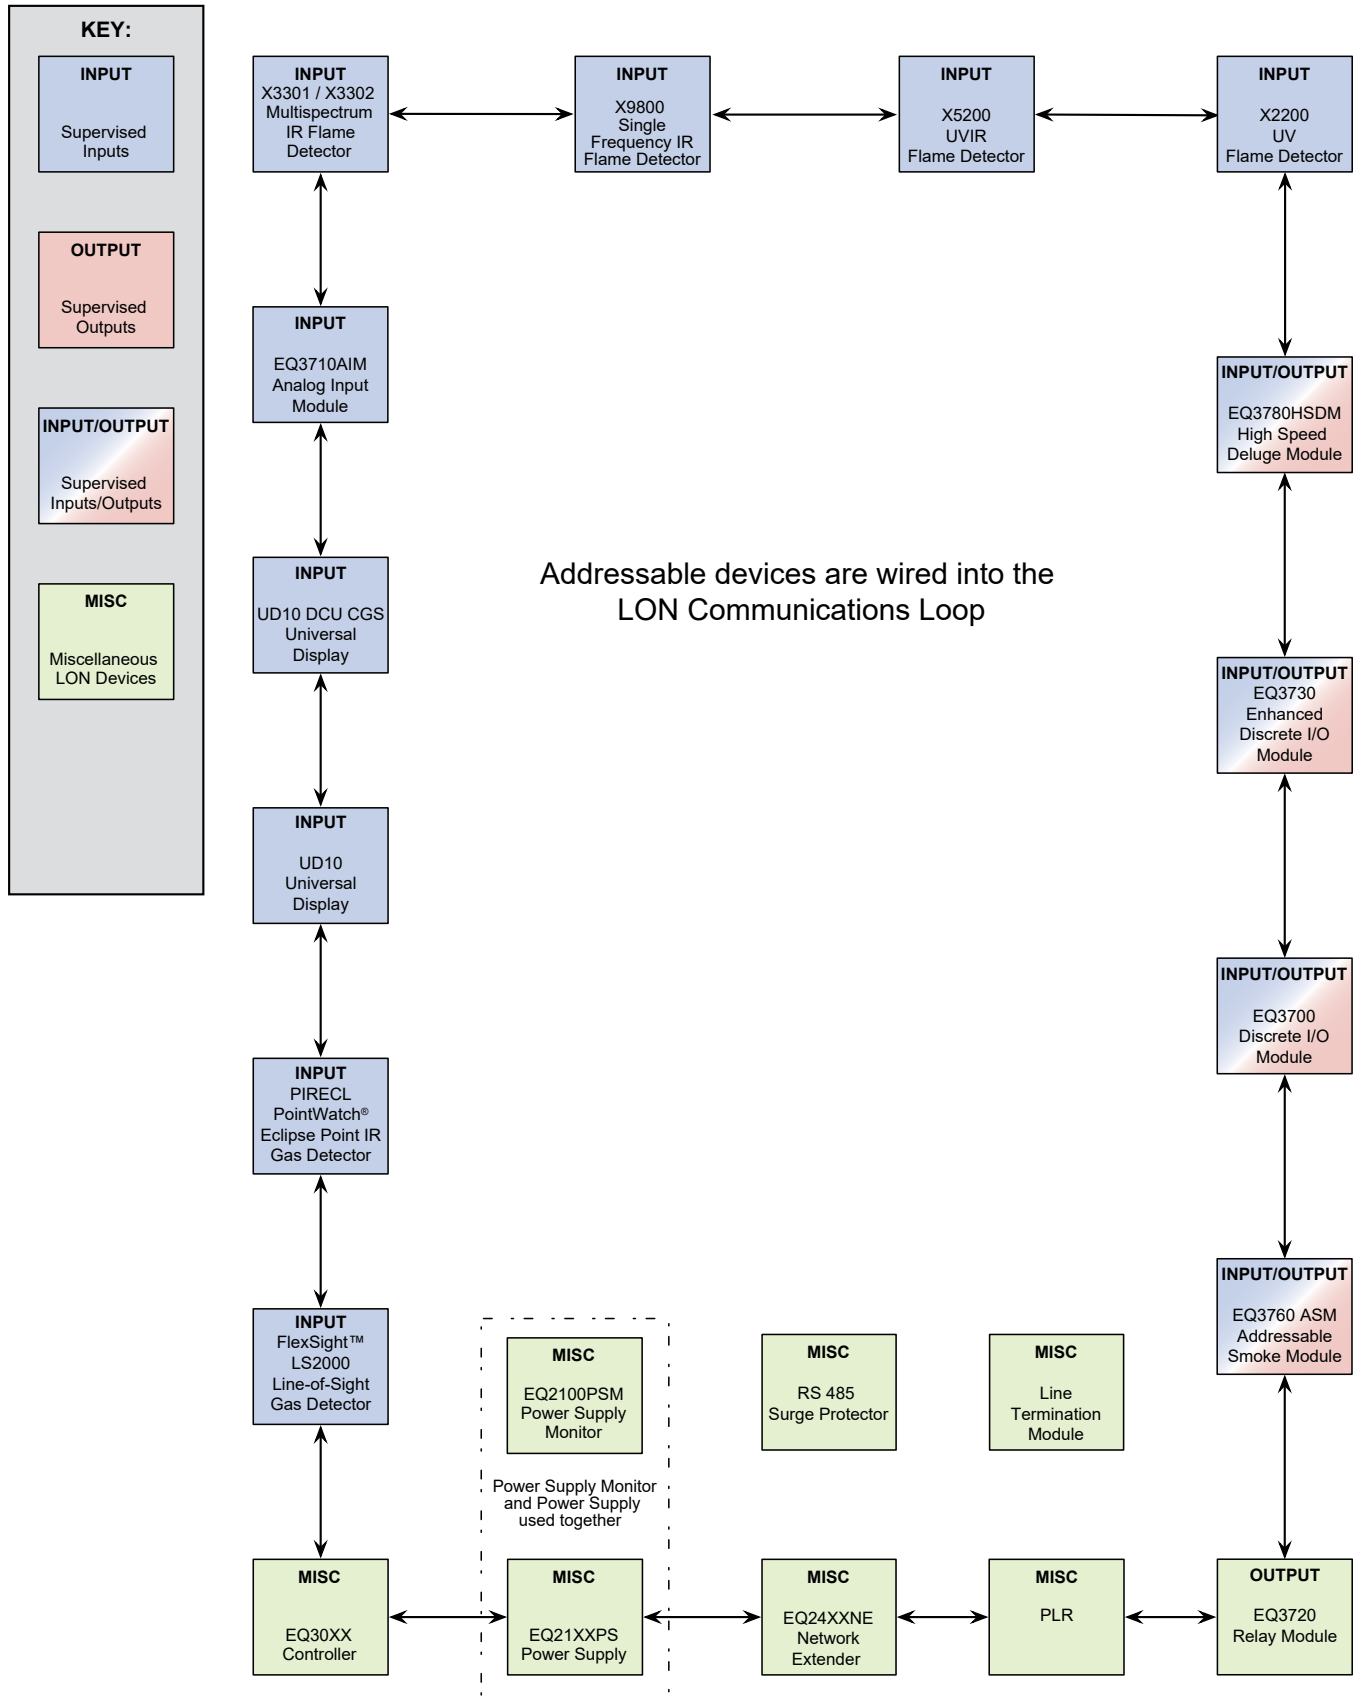 KEY:
INPUT
Supervised
Inputs
OUTPUT
Supervised
Outputs
INPUT/OUTPUT
Supervised
Inputs/Outputs
MISC
Miscellaneous
LON Devices
INPUT
X3301 / X3302
Multispectrum
IR Flame
Detector
INPUT
X9800
Single
Frequency IR
Flame Detector
INPUT
X5200
UVIR
Flame Detector
INPUT
X2200
UV
Flame Detector
INPUT
EQ3710AIM
Analog Input
Module
INPUT/OUTPUT
EQ3780HSDM
High Speed
Deluge Module
INPUT
UD10 DCU CGS
Universal
Display
Addressable devices are wired into the
LON Communications Loop
INPUT/OUTPUT
EQ3730
Enhanced
Discrete I/O
Module
INPUT
UD10
Universal
Display
INPUT/OUTPUT
EQ3700
Discrete I/O
Module
INPUT
PIRECL
PointWatch®
Eclipse Point IR
Gas Detector
INPUT/OUTPUT
EQ3760 ASM
Addressable
Smoke Module
INPUT
FlexSight™
LS2000
Line-of-Sight
Gas Detector
MISC
EQ2100PSM
Power Supply
Monitor
MISC
RS 485
Surge Protector
MISC
Line
Termination
Module
Power Supply Monitor
and Power Supply
used together
MISC
EQ30XX
Controller
MISC
EQ21XXPS
Power Supply
MISC
EQ24XXNE
Network
Extender
MISC
PLR
OUTPUT
EQ3720
Relay Module